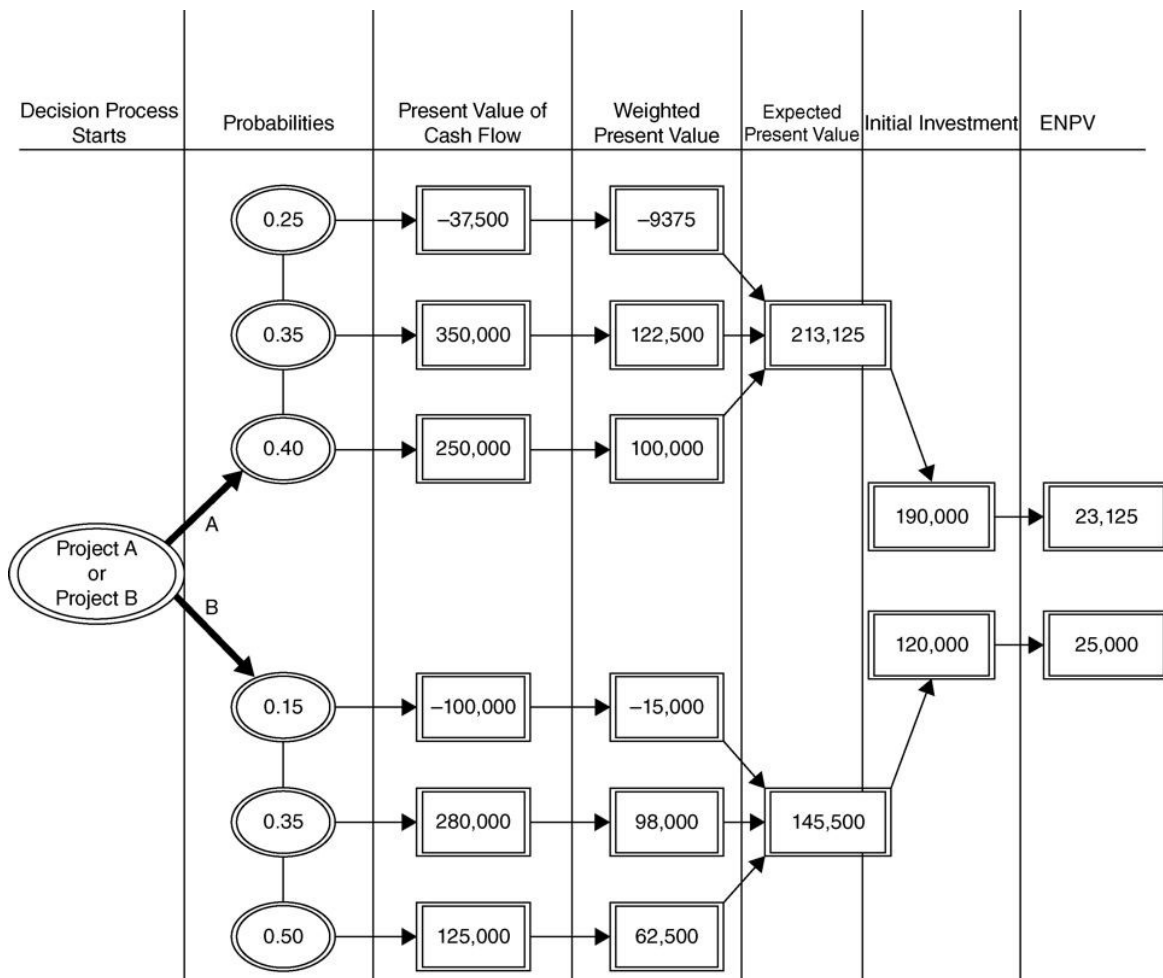 Decision Process
Starts
Probabilities
Present Value of
Cash Flow
Weighted
Present Value
Expected
Present Value
Initial Investment
ENPV
0.25
–37,500
–9375
0.35
350,000
122,500
213,125
0.40
250,000
100,000
A
190,000
23,125
Project A
or
Project B
B
120,000
25,000
0.15
–100,000
–15,000
0.35
280,000
98,000
145,500
0.50
125,000
62,500